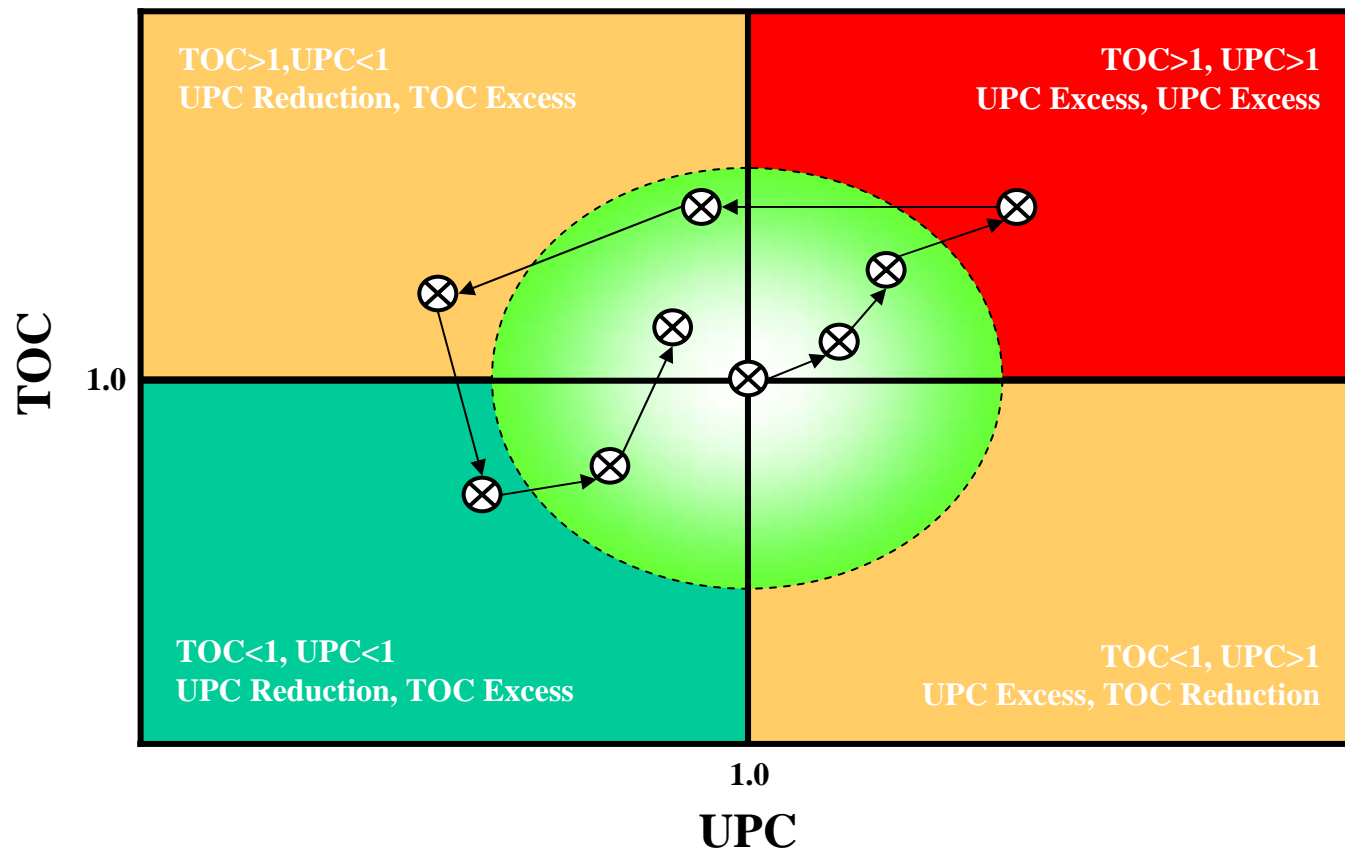 TOC>1,UPC<1
UPC Reduction, TOC Excess
TOC>1, UPC>1
UPC Excess, UPC Excess
TOC
1.0
TOC<1, UPC<1
UPC Reduction, TOC Excess
TOC<1, UPC>1
UPC Excess, TOC Reduction
1.0
UPC